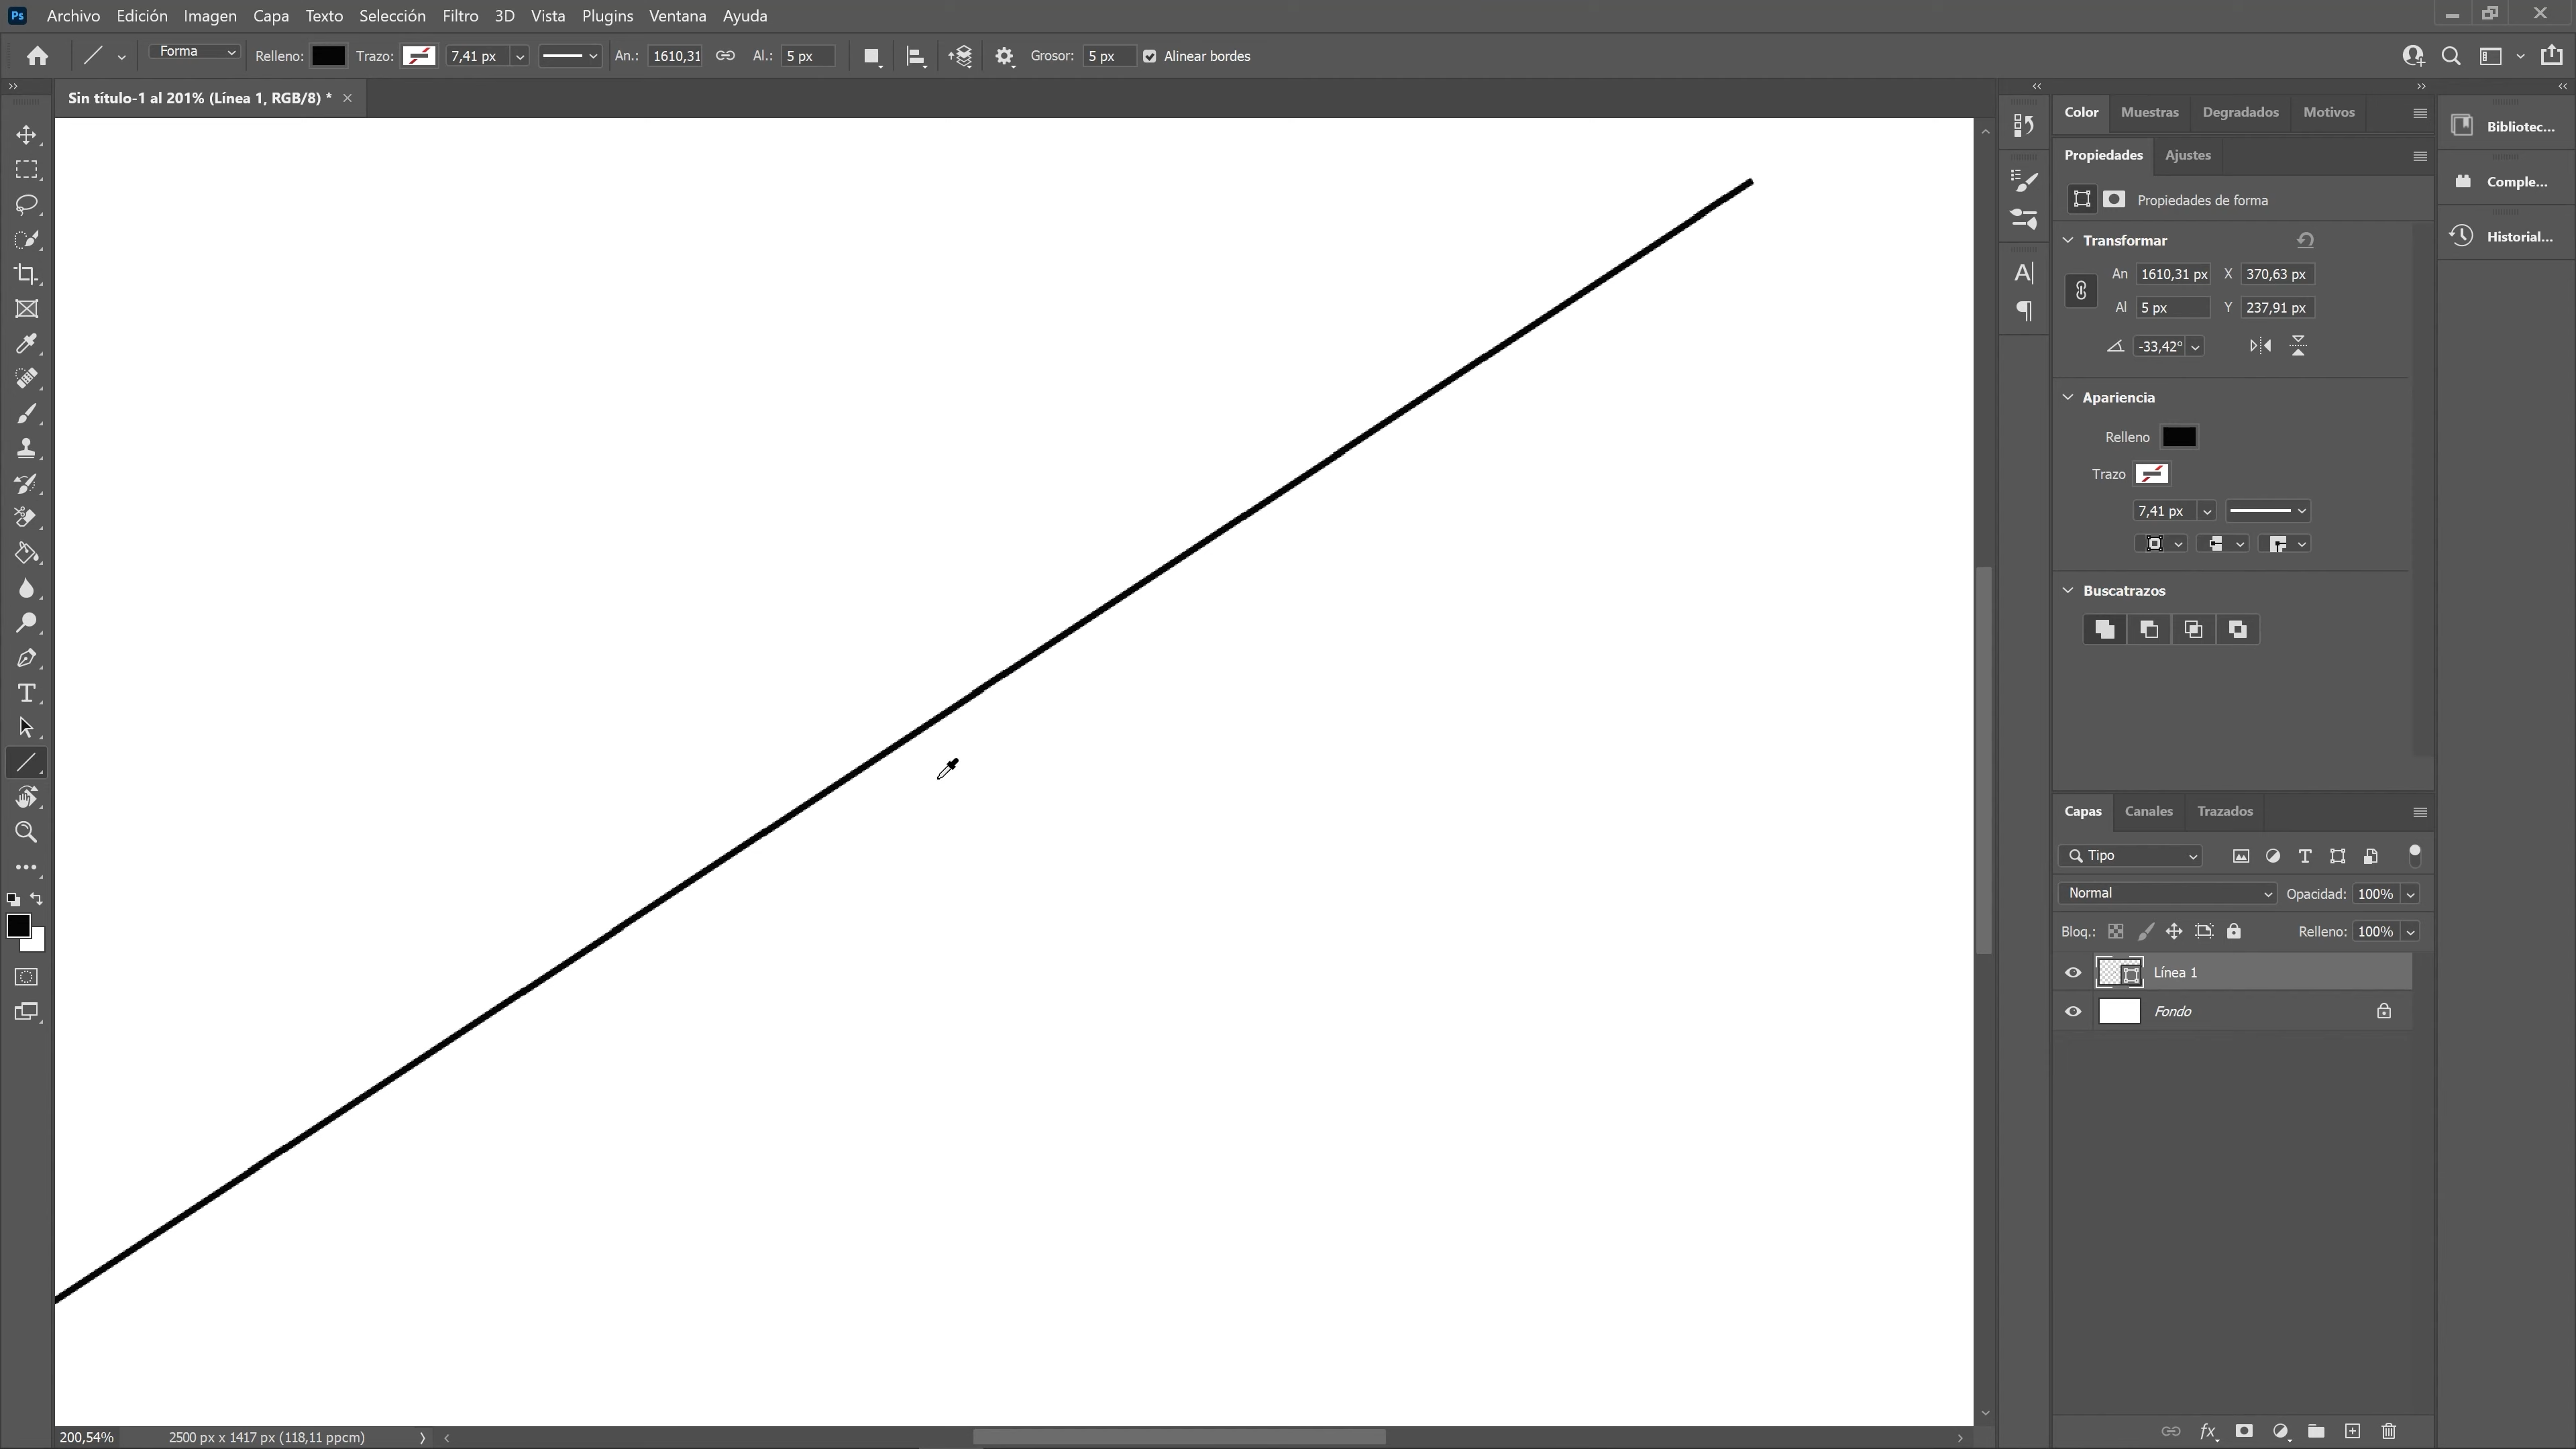 Ps Archivo Edición Imagen Capa Texto Selección Filtro 3D Vista Plugins Ventana Ayuda
Forma Relleno: Trazo: 7,41 px An.: 1610,31 Al.: 5 px Grosor: 5 px Alinear bordes
Sin título-1 al 201% (Línea 1, RGB/8) *
Color Muestras Degradados Motivos
Bibliotec...
Propiedades Ajustes
Comple...
Propiedades de forma
Historial...
Transformar
An 1610,31 px X 370,63 px
Al 5 px Y 237,91 px
-33,42°
Apariencia
Relleno
Trazo
7,41 px
Buscatrazos
Capas Canales Trazados
Tipo
Normal Opacidad: 100%
Bloq.: Relleno: 100%
Línea 1
Fondo
200,54% 2500 px x 1417 px (118,11 ppcm)